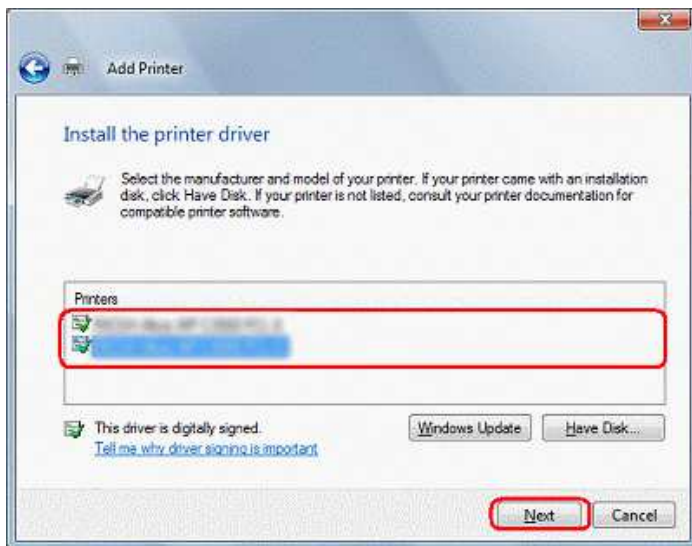 Add Printer
Install the printer driver
Select the manufacturer and model of your printer. If your printer came with an installation
disk, click Have Disk. If your printer is not listed, consult your printer documentation for
compatible printer software.
Printers
This driver is digitally signed.
Tell me why driver signing is important
Windows Update
Have Disk...
Next
Cancel